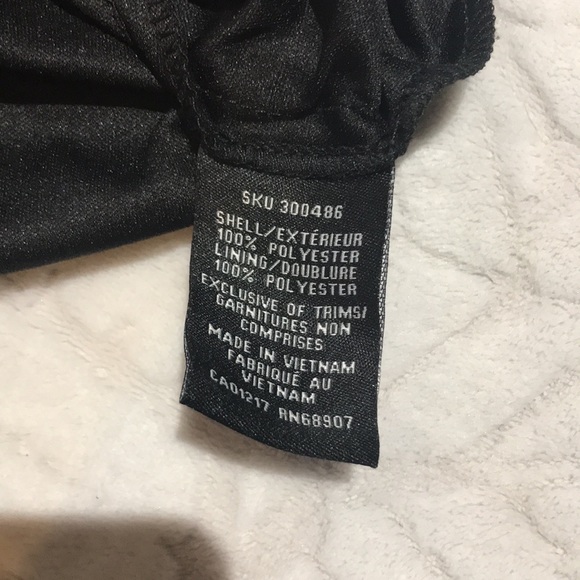 SKU 300486
SHELL/EXTÉRIEUR
100% POLYESTER
LINING/DOUBLURE
100% POLYESTER
EXCLUSIVE OF TRIMS/
GARNITURES NON
COMPRISES
MADE IN VIETNAM
FABRIQUÉ AU
VIETNAM
CA01217 RN68907